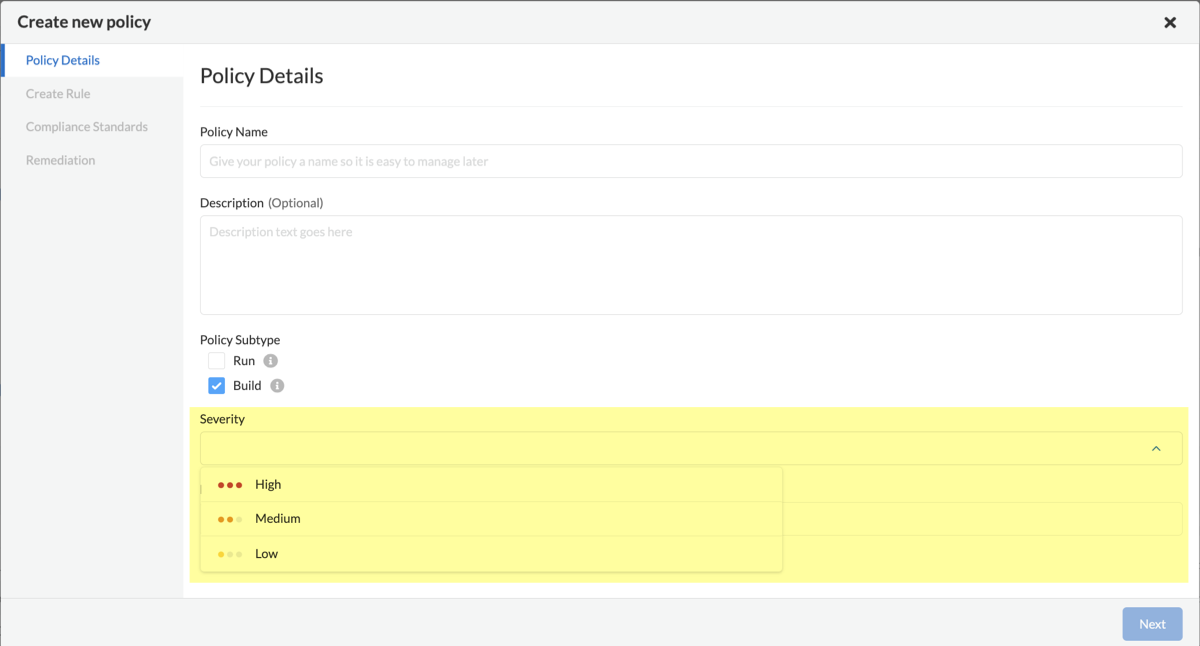 Create new policy
Policy Details
Create Rule
Compliance Standards
Remediation
Policy Details
Policy Name
Give your policy a name so it is easy to manage later
Description (Optional)
Description text goes here
Policy Subtype
Run
Build
Severity
High
Medium
Low
Next